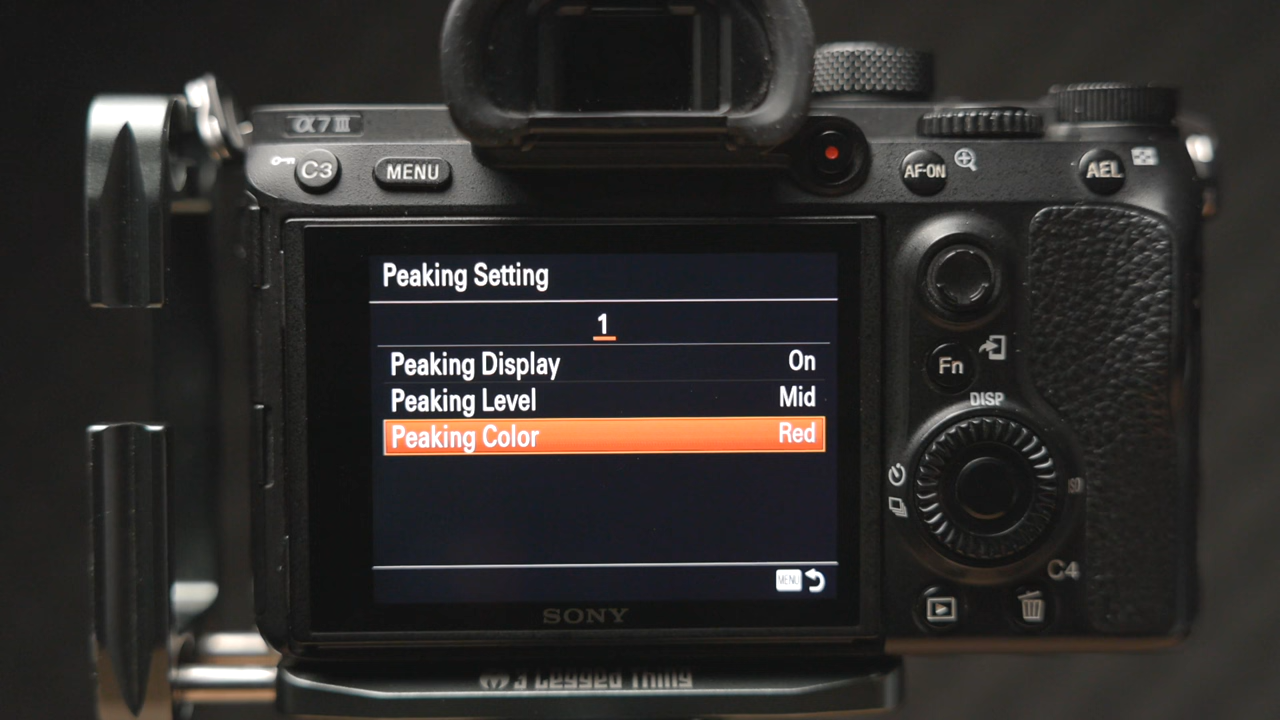 α7III
C3
MENU
AF-ON
AEL
Peaking Setting
1
Peaking Display On
Peaking Level Mid
Peaking Color Red
Fn
DISP
ISO
MENU
C4
SONY
3 Legged Thing